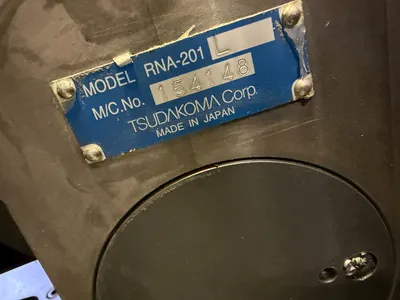 MODEL RNA-201 L
M/C.No. 154148
TSUDAKOMA Corp.
MADE IN JAPAN